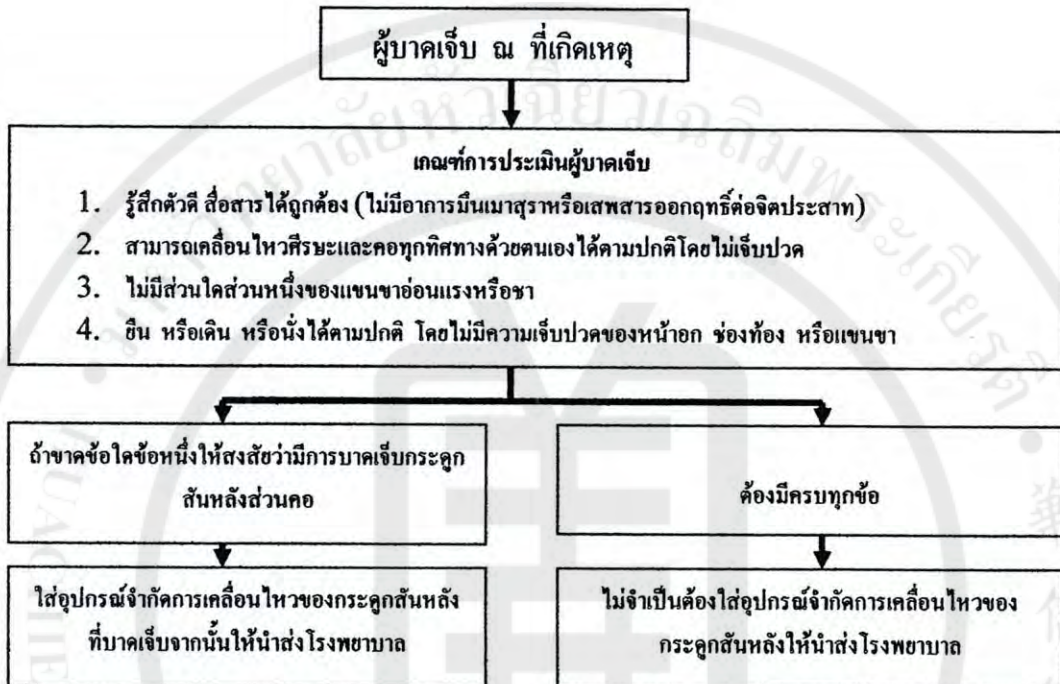 ผู้บาดเจ็บ ณ ที่เกิดเหตุ
เกณฑ์การประเมินผู้บาดเจ็บ
1. รู้สึกตัวดี สื่อสารได้ถูกต้อง (ไม่มีอาการมึนเมาสุราหรือเสพสารออกฤทธิ์ต่อจิตประสาท)
2. สามารถเคลื่อนไหวศีรษะและคอทุกทิศทางด้วยตนเองได้ตามปกติโดยไม่เจ็บปวด
3. ไม่มีส่วนใดส่วนหนึ่งของแขนขาอ่อนแรงหรือชา
4. ยืน หรือเดิน หรือนั่งได้ตามปกติ โดยไม่มีความเจ็บปวดของหน้าอก ช่องท้อง หรือแขนขา
ถ้าขาดข้อใดข้อหนึ่งให้สงสัยว่ามีการบาดเจ็บกระดูก
สันหลังส่วนคอ
ใส่อุปกรณ์จำกัดการเคลื่อนไหวของกระดูกสันหลัง
ที่บาดเจ็บจากนั้นให้นำส่งโรงพยาบาล
ต้องมีครบทุกข้อ
ไม่จำเป็นต้องใส่อุปกรณ์จำกัดการเคลื่อนไหวของ
กระดูกสันหลังให้นำส่งโรงพยาบาล